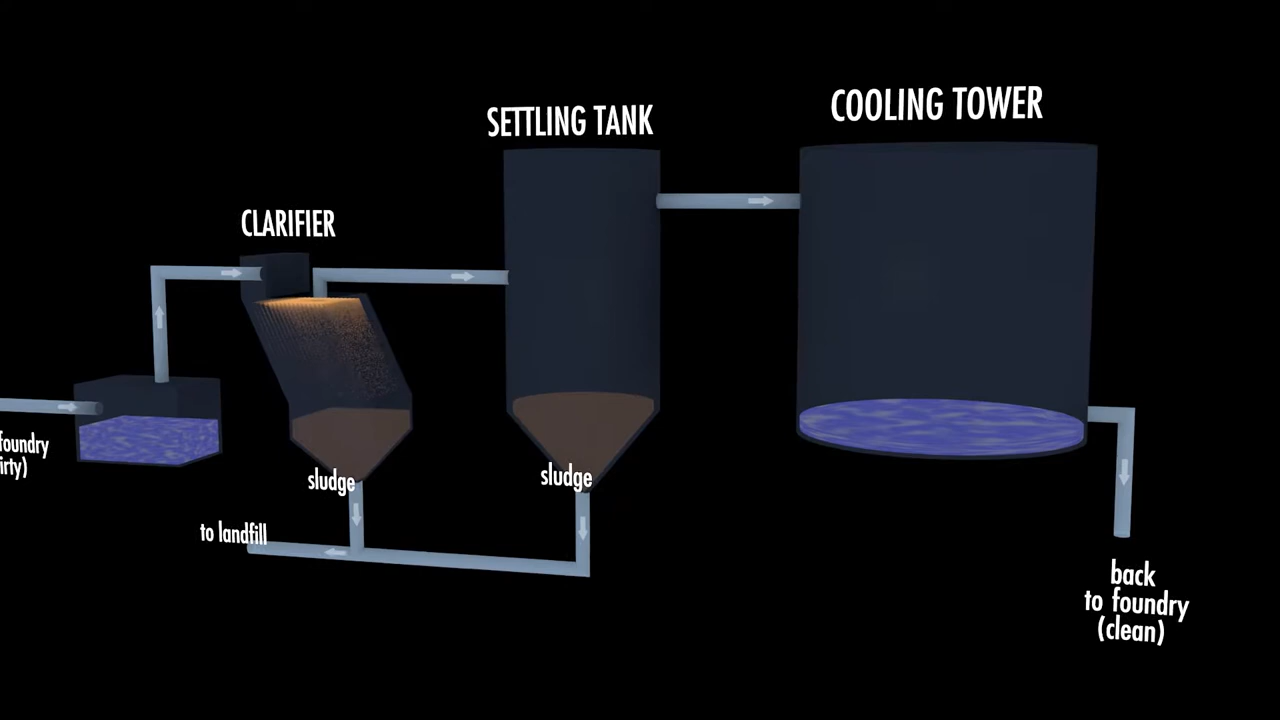 COOLING TOWER
SETTLING TANK
CLARIFIER
foundry
irty)
sludge
sludge
to landfill
back
to foundry
(clean)